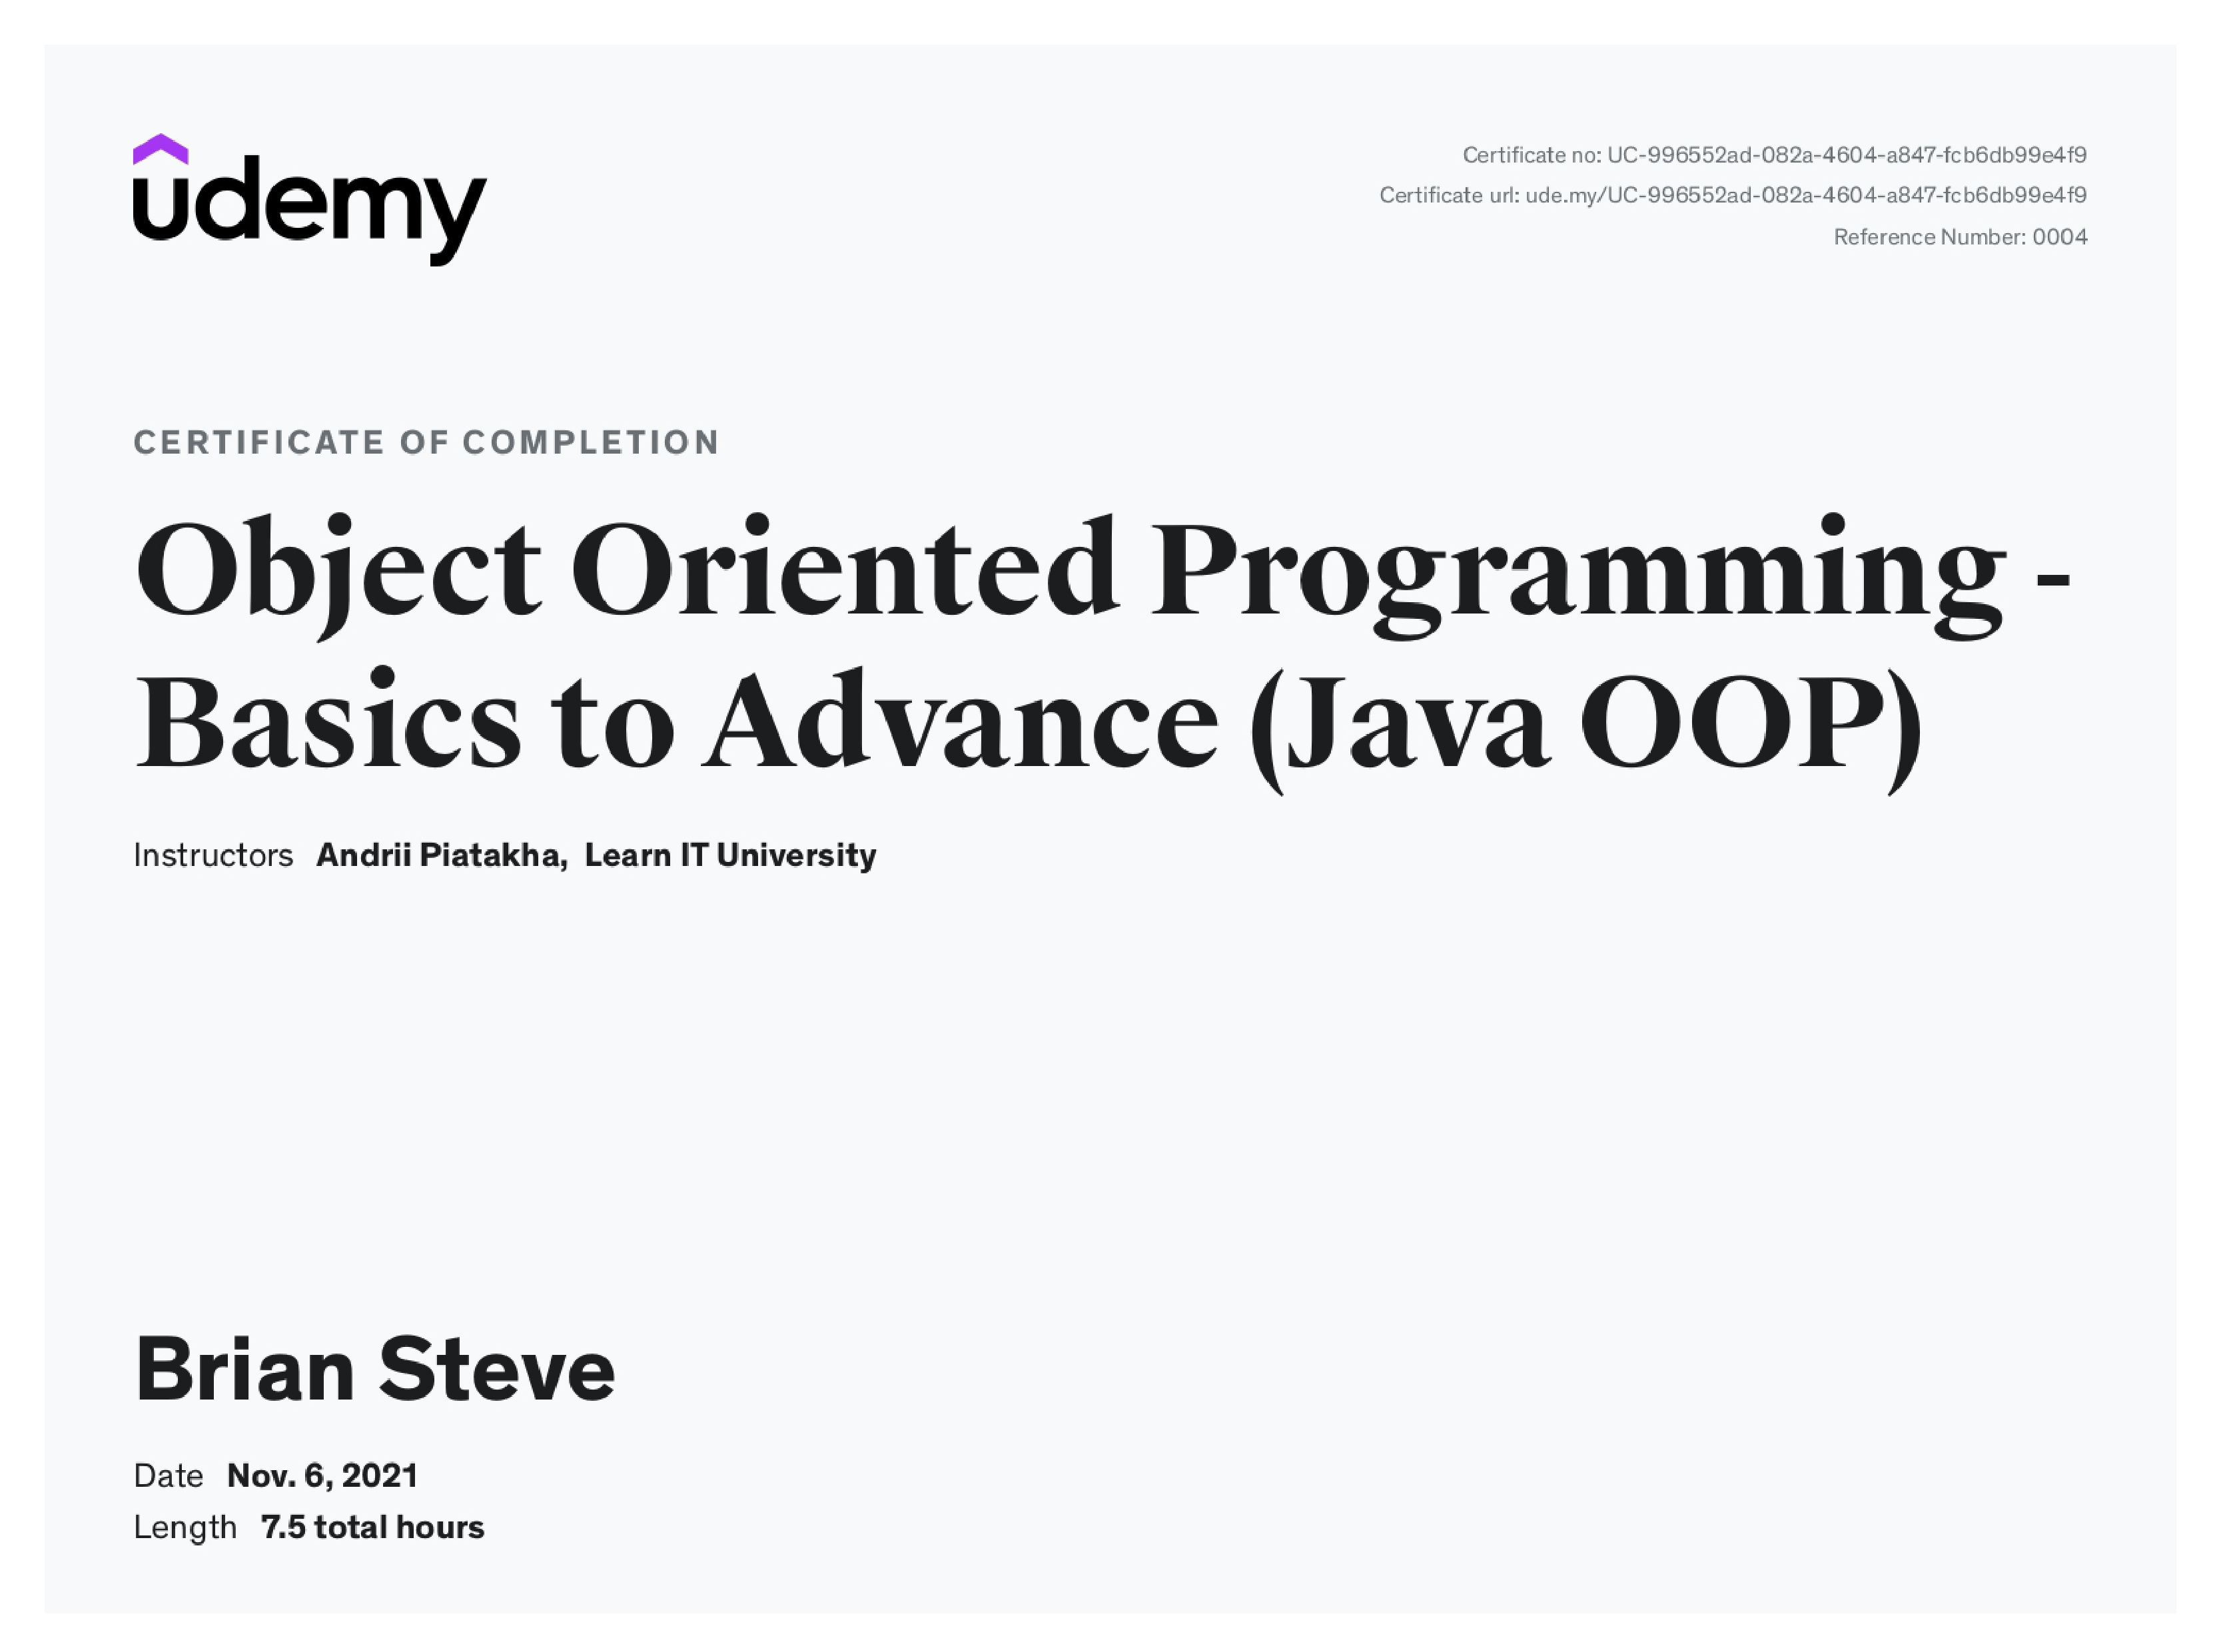 udemy
Certificate no: UC-996552ad-082a-4604-a847-fcb6db99e4f9
Certificate url: ude.my/UC-996552ad-082a-4604-a847-fcb6db99e4f9
Reference Number: 0004
CERTIFICATE OF COMPLETION
Object Oriented Programming -
Basics to Advance (Java OOP)
Instructors Andrii Piatakha, Learn IT University
Brian Steve
Date Nov. 6, 2021
Length 7.5 total hours